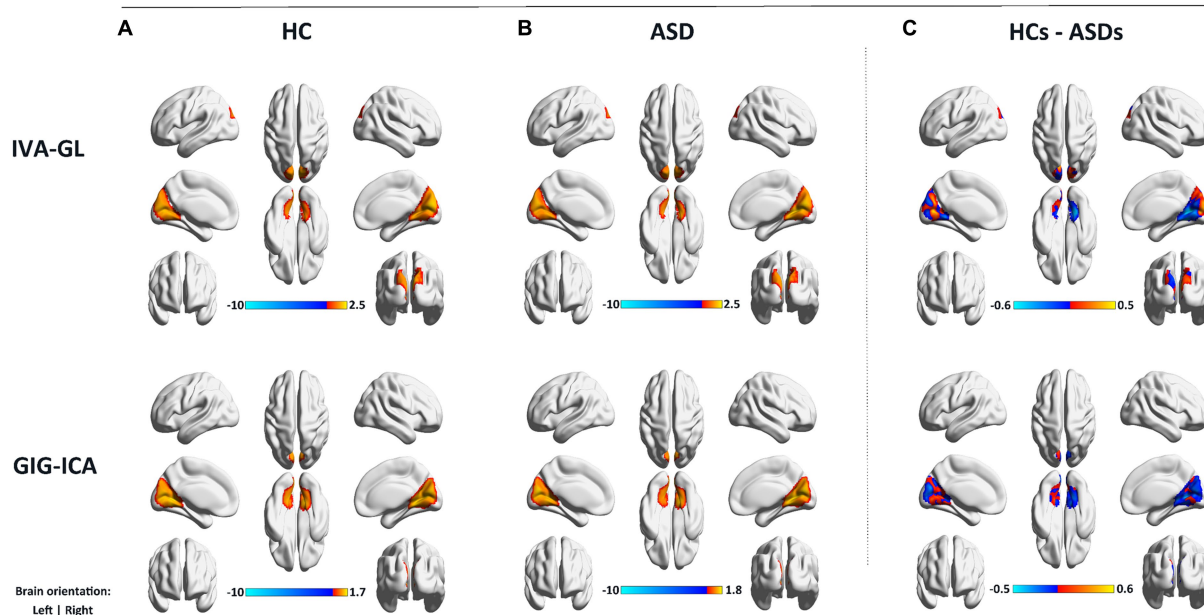 A HC B ASD C HCs - ASDs
IVA-GL
-10 2.5 -10 2.5 -0.6 0.5
GIG-ICA
-10 1.7 -10 1.8 -0.5 0.6
Brain orientation:
Left | Right